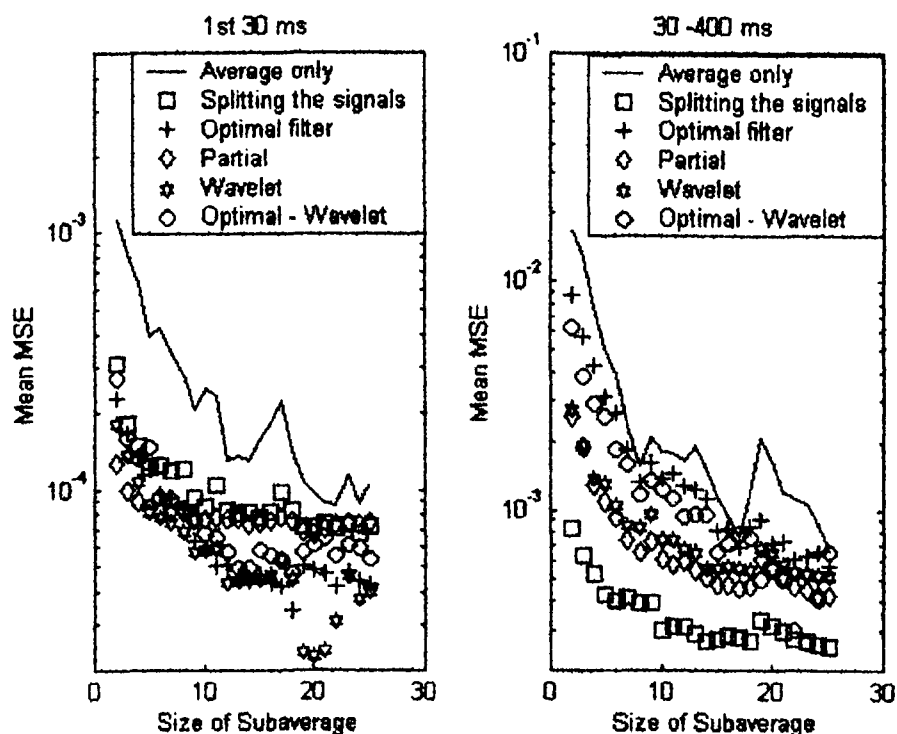 1st 30 ms
Average only
Splitting the signals
Optimal filter
Partial
Wavelet
Optimal - Wavelet
10-3
10-4
Mean MSE
0
10
20
30
Size of Subaverage
30 -400 ms
10-1
Average only
Splitting the signals
Optimal filter
Partial
Wavelet
Optimal - Wavelet
10-2
10-3
Mean MSE
0
10
20
30
Size of Subaverage